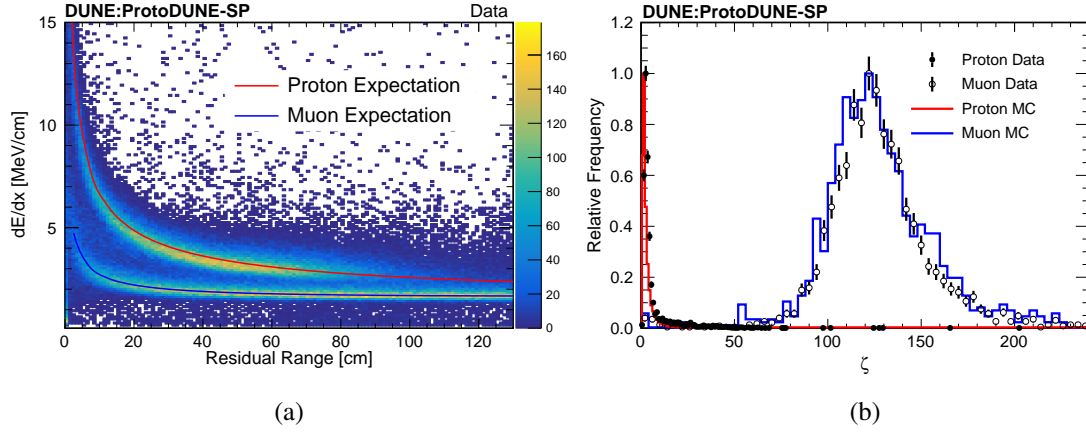 DUNE:ProtoDUNE-SP Data
dE/dx [MeV/cm]
15
10
5
Proton Expectation
Muon Expectation
160
140
120
100
80
60
40
20
0
0 20 40 60 80 100 120
Residual Range [cm]
(a)
DUNE:ProtoDUNE-SP
Relative Frequency
1.2
1.0
0.8
0.6
0.4
0.2
0.0
Proton Data
Muon Data
Proton MC
Muon MC
0 50 100 150 200
ζ
(b)